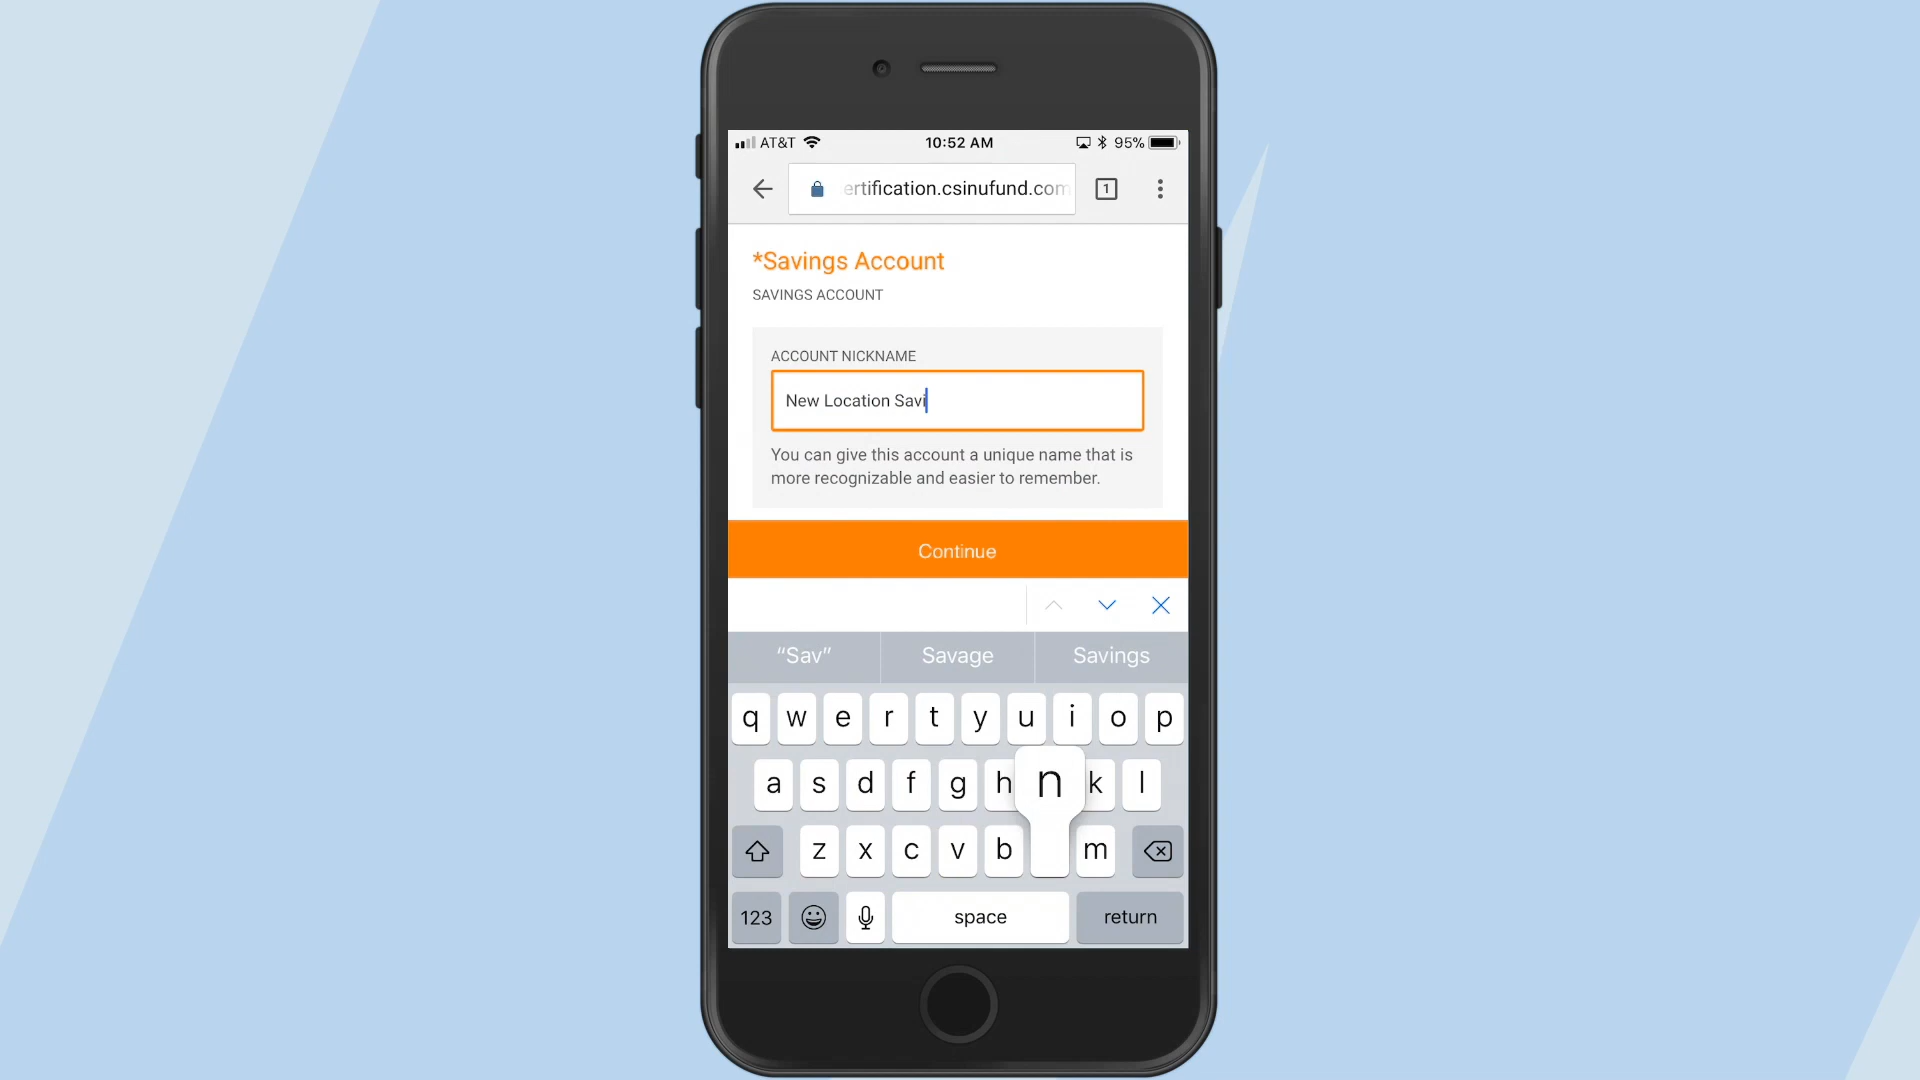 AT&T 10:52 AM 95%
ertification.csinufund.com 1
*Savings Account
SAVINGS ACCOUNT
ACCOUNT NICKNAME
New Location Savi
You can give this account a unique name that is
more recognizable and easier to remember.
Continue
“Sav” Savage Savings
q w e r t y u i o p
a s d f g h n k l
z x c v b m
123 space return